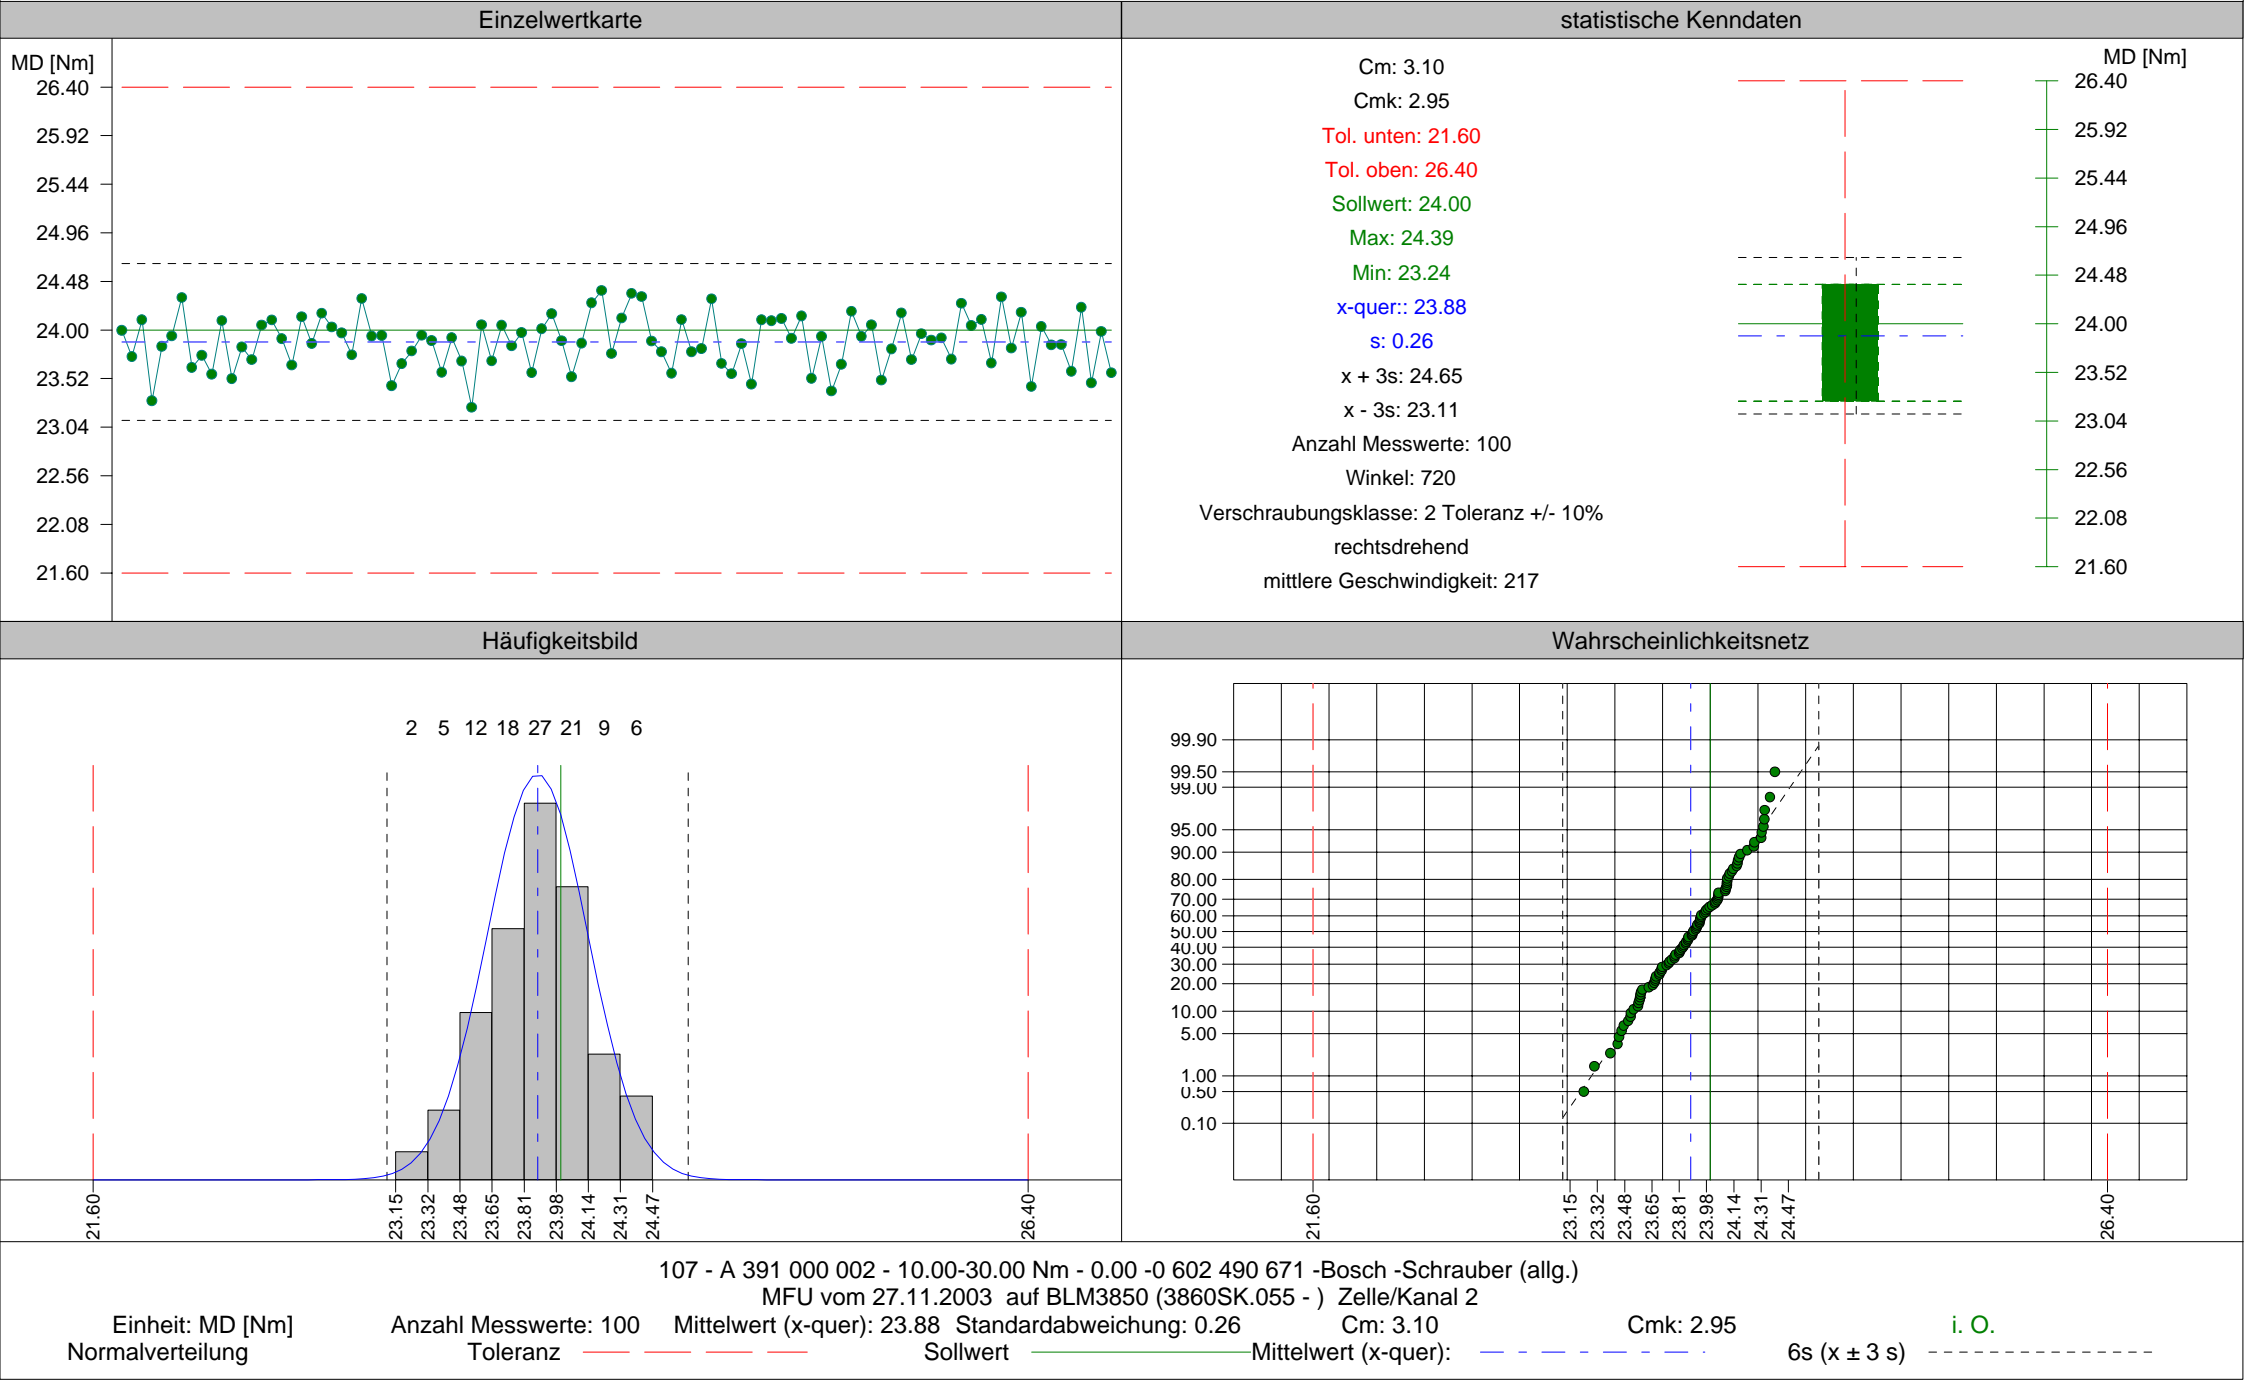 Einzelwertkarte
MD [Nm]
26.40
25.92
25.44
24.96
24.48
24.00
23.52
23.04
22.56
22.08
21.60
statistische Kenndaten
Cm: 3.10
Cmk: 2.95
Tol. unten: 21.60
Tol. oben: 26.40
Sollwert: 24.00
Max: 24.39
Min: 23.24
x-quer:: 23.88
s: 0.26
x + 3s: 24.65
x - 3s: 23.11
Anzahl Messwerte: 100
Winkel: 720
Verschraubungsklasse: 2 Toleranz +/- 10%
rechtsdrehend
mittlere Geschwindigkeit: 217
MD [Nm]
26.40
25.92
25.44
24.96
24.48
24.00
23.52
23.04
22.56
22.08
21.60
Häufigkeitsbild
2 5 12 18 27 21 9 6
21.60 23.15 23.32 23.48 23.65 23.81 23.98 24.14 24.31 24.47 26.40
Wahrscheinlichkeitsnetz
99.90
99.50
99.00
95.00
90.00
80.00
70.00
60.00
50.00
40.00
30.00
20.00
10.00
5.00
1.00
0.50
0.10
21.60 23.15 23.32 23.48 23.65 23.81 23.98 24.14 24.31 24.47 26.40
107 - A 391 000 002 - 10.00-30.00 Nm - 0.00 -0 602 490 671 -Bosch -Schrauber (allg.)
MFU vom 27.11.2003 auf BLM3850 (3860SK.055 - ) Zelle/Kanal 2
Einheit: MD [Nm] Anzahl Messwerte: 100 Mittelwert (x-quer): 23.88 Standardabweichung: 0.26 Cm: 3.10 Cmk: 2.95 i. O.
Normalverteilung Toleranz Sollwert Mittelwert (x-quer): 6s (x ± 3 s)